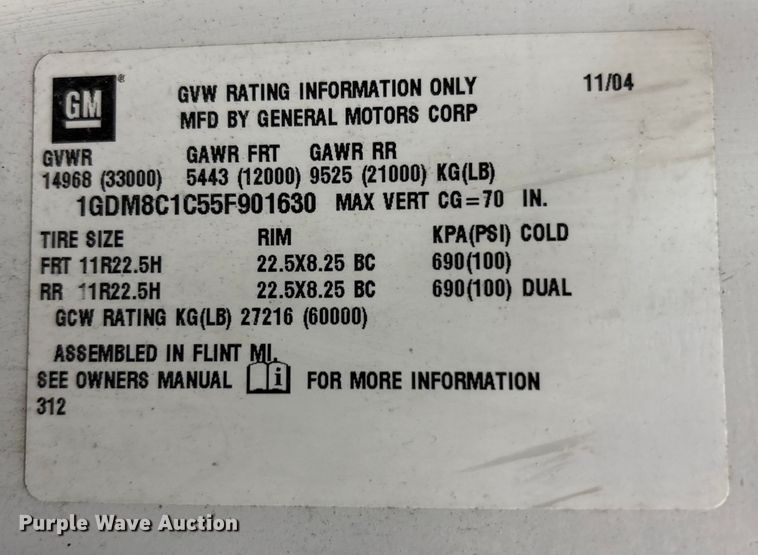 GM ® GVW RATING INFORMATION ONLY 11/04
MFD BY GENERAL MOTORS CORP
GVWR GAWR FRT GAWR RR
14968 (33000) 5443 (12000) 9525 (21000) KG(LB)
1GDM8C1C55F901630 MAX VERT CG=70 IN.
TIRE SIZE RIM KPA(PSI) COLD
FRT 11R22.5H 22.5X8.25 BC 690(100)
RR 11R22.5H 22.5X8.25 BC 690(100) DUAL
GCW RATING KG(LB) 27216 (60000)
ASSEMBLED IN FLINT MI.
SEE OWNERS MANUAL i FOR MORE INFORMATION
312
Purple Wave Auction